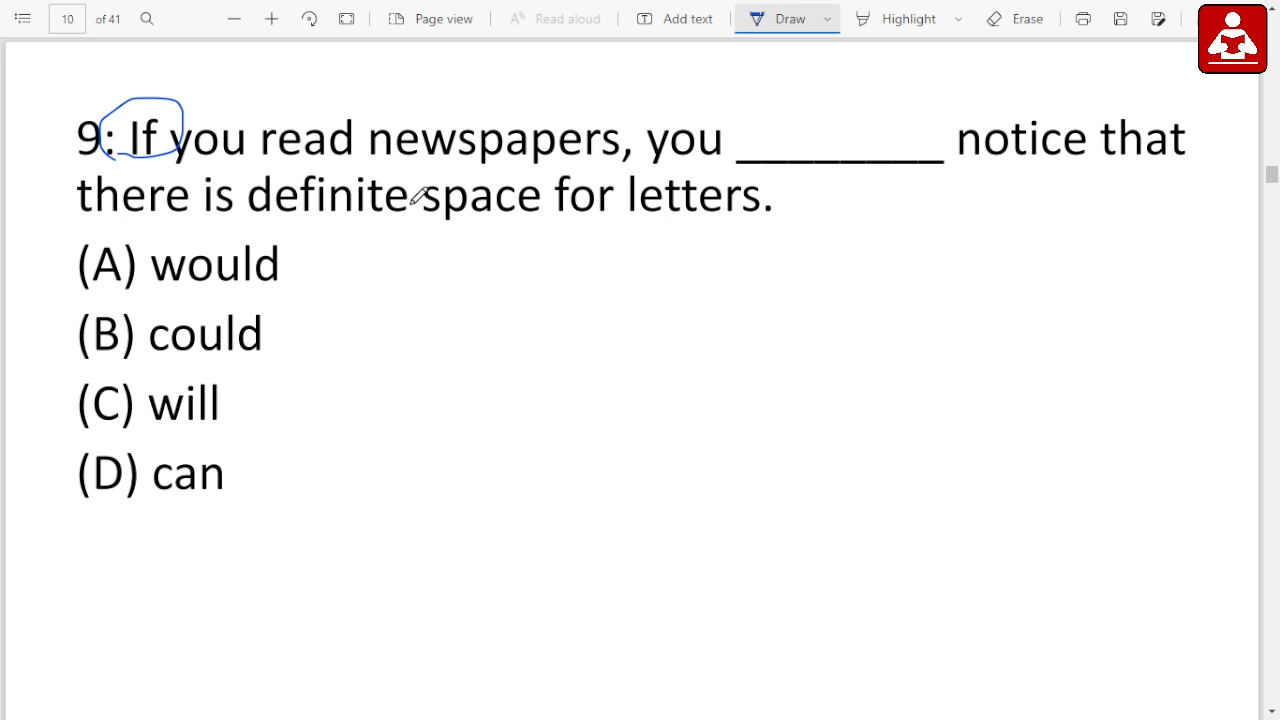 10 of 41 Page view Read aloud Add text Draw Highlight Erase
9: If you read newspapers, you ________ notice that
there is definite space for letters.
(A) would
(B) could
(C) will
(D) can